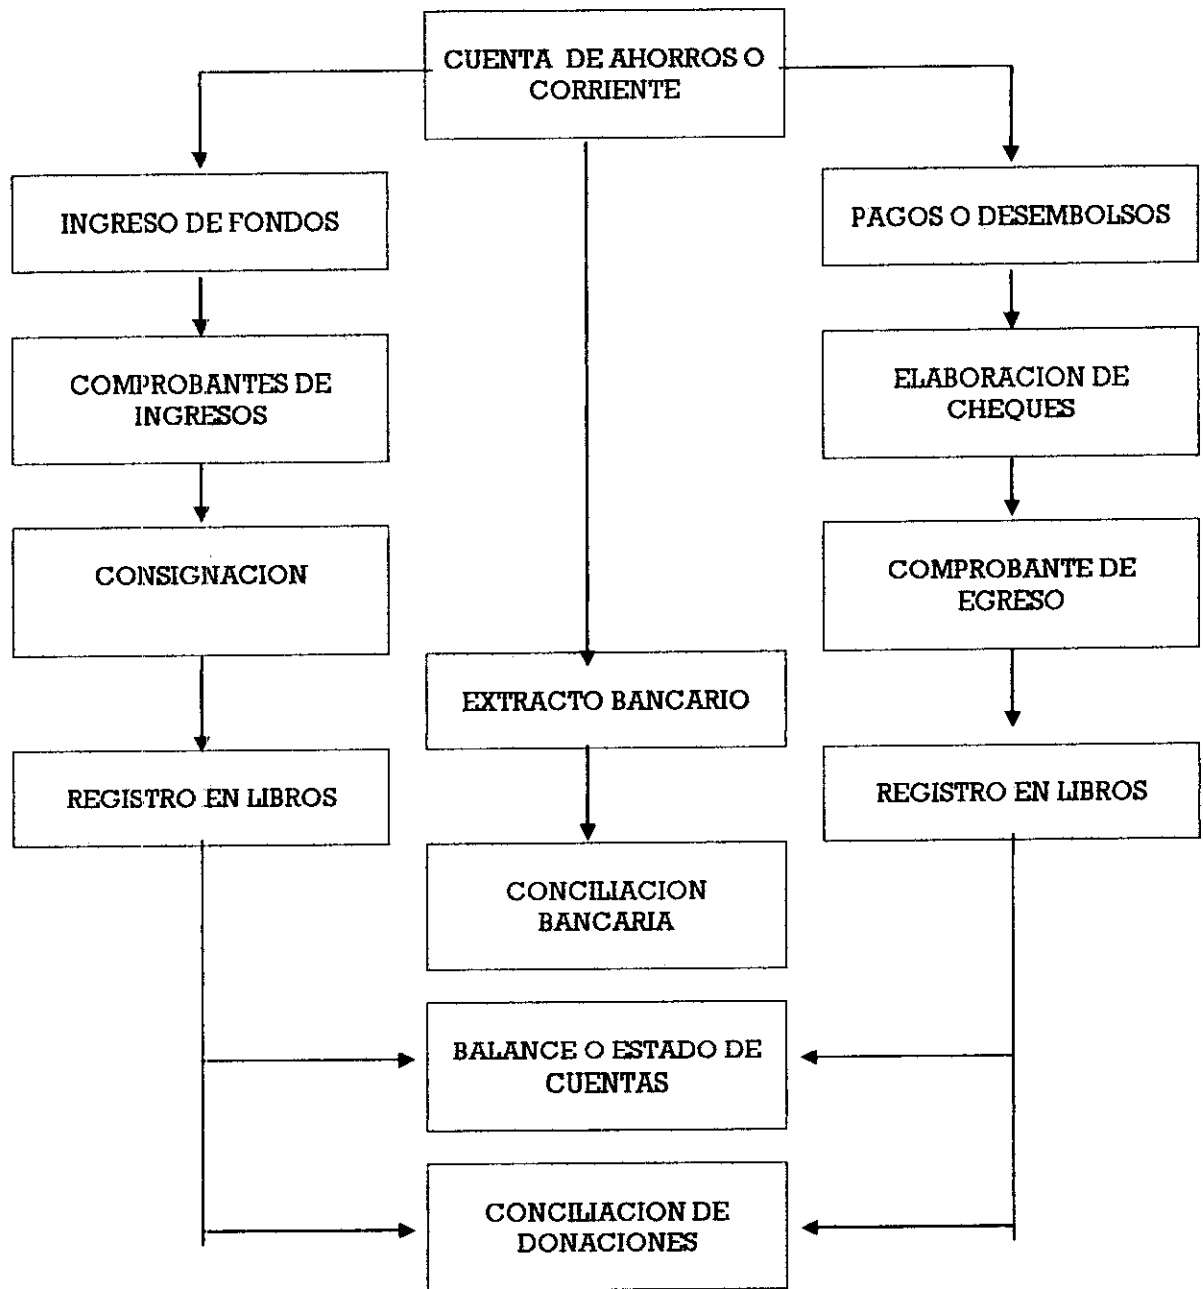 CUENTA DE AHORROS O
CORRIENTE
INGRESO DE FONDOS
PAGOS O DESEMBOLSOS
COMPROBANTES DE
INGRESOS
ELABORACION DE
CHEQUES
CONSIGNACION
COMPROBANTE DE
EGRESO
EXTRACTO BANCARIO
REGISTRO EN LIBROS
REGISTRO EN LIBROS
CONCILIACION
BANCARIA
BALANCE O ESTADO DE
CUENTAS
CONCILIACION DE
DONACIONES